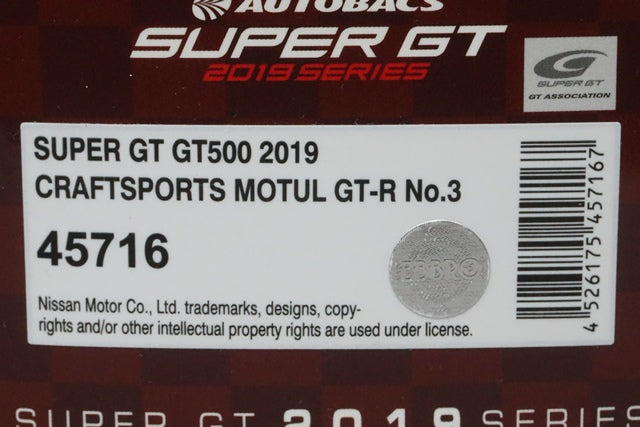 AUTOBACS
SUPER GT
2019 SERIES
SUPER GT
GT ASSOCIATION
SUPER GT GT500 2019
CRAFTSPORTS MOTUL GT-R No.3
45716
EBBRO
Nissan Motor Co., Ltd. trademarks, designs, copy-
rights and/or other intellectual property rights are used under license.
4 526175 457167
SUPER GT 2019 SERIES